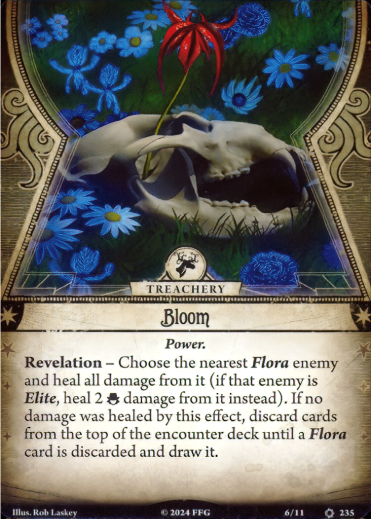 TREACHERY
Bloom
Power.
Revelation – Choose the nearest Flora enemy
and heal all damage from it (if that enemy is
Elite, heal 2 damage from it instead). If no
damage was healed by this effect, discard cards
from the top of the encounter deck until a Flora
card is discarded and draw it.
Illus. Rob Laskey © 2024 FFG 6/11 235